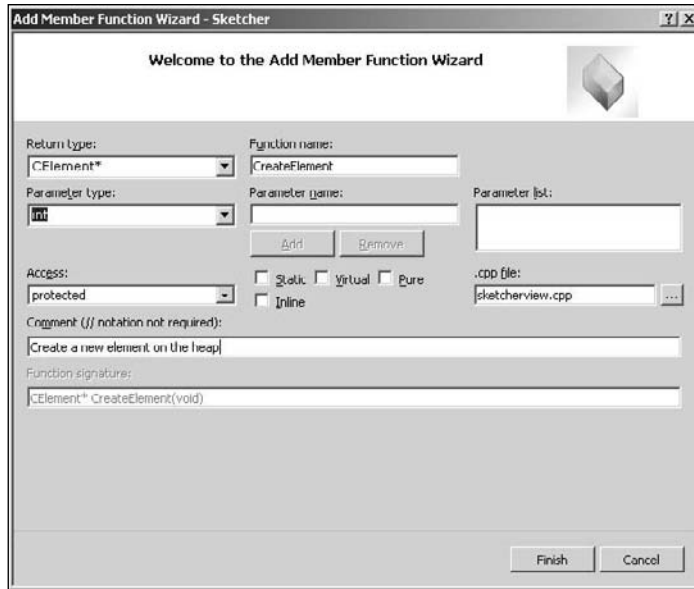 Add Member Function Wizard - Sketcher
Welcome to the Add Member Function Wizard
Return type: Function name:
CElement* CreateElement
Parameter type: Parameter name: Parameter list:
int
Add Remove
Access: Static Virtual Pure .cpp file:
protected Inline sketcherview.cpp ...
Comment (// notation not required):
Create a new element on the heap
Function signature:
CElement* CreateElement(void)
Finish Cancel